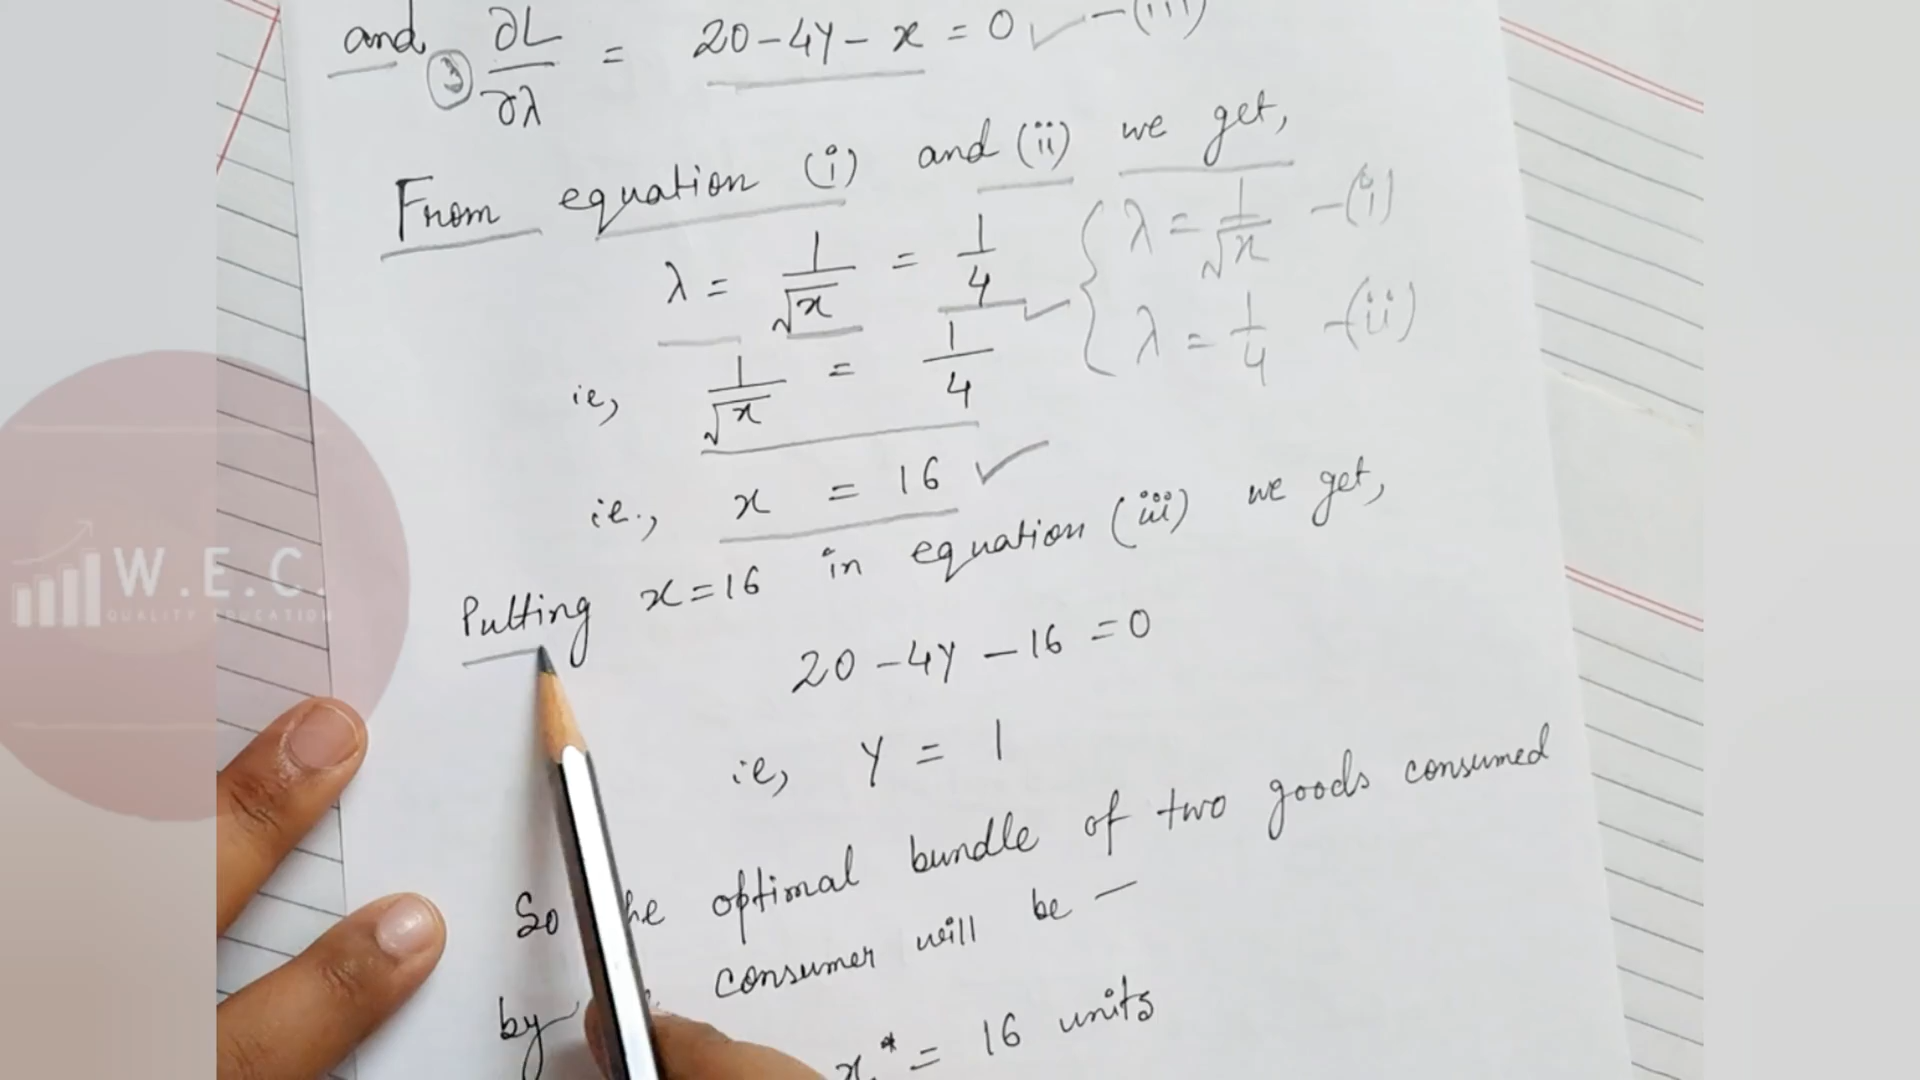 and ③ ∂L/∂λ = 20-4y-x = 0 ✓ -(iii)
From equation (i) and (ii) we get,
λ = 1/√x = 1/4 ✓ { λ = 1/√x -(i)
ie, 1/√x = 1/4 λ = 1/4 -(ii)
ie., x = 16 ✓
Putting x=16 in equation (iii) we get,
20-4y-16=0
ie, y = 1
So he optimal bundle of two goods consumed
by consumer will be —
x* = 16 units
W.E.C.
QUALITY EDUCATION